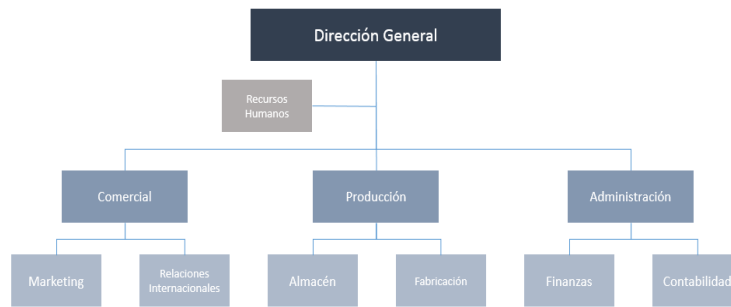 Dirección General
Recursos
Humanos
Comercial
Producción
Administración
Marketing
Relaciones
Internacionales
Almacén
Fabricación
Finanzas
Contabilidad